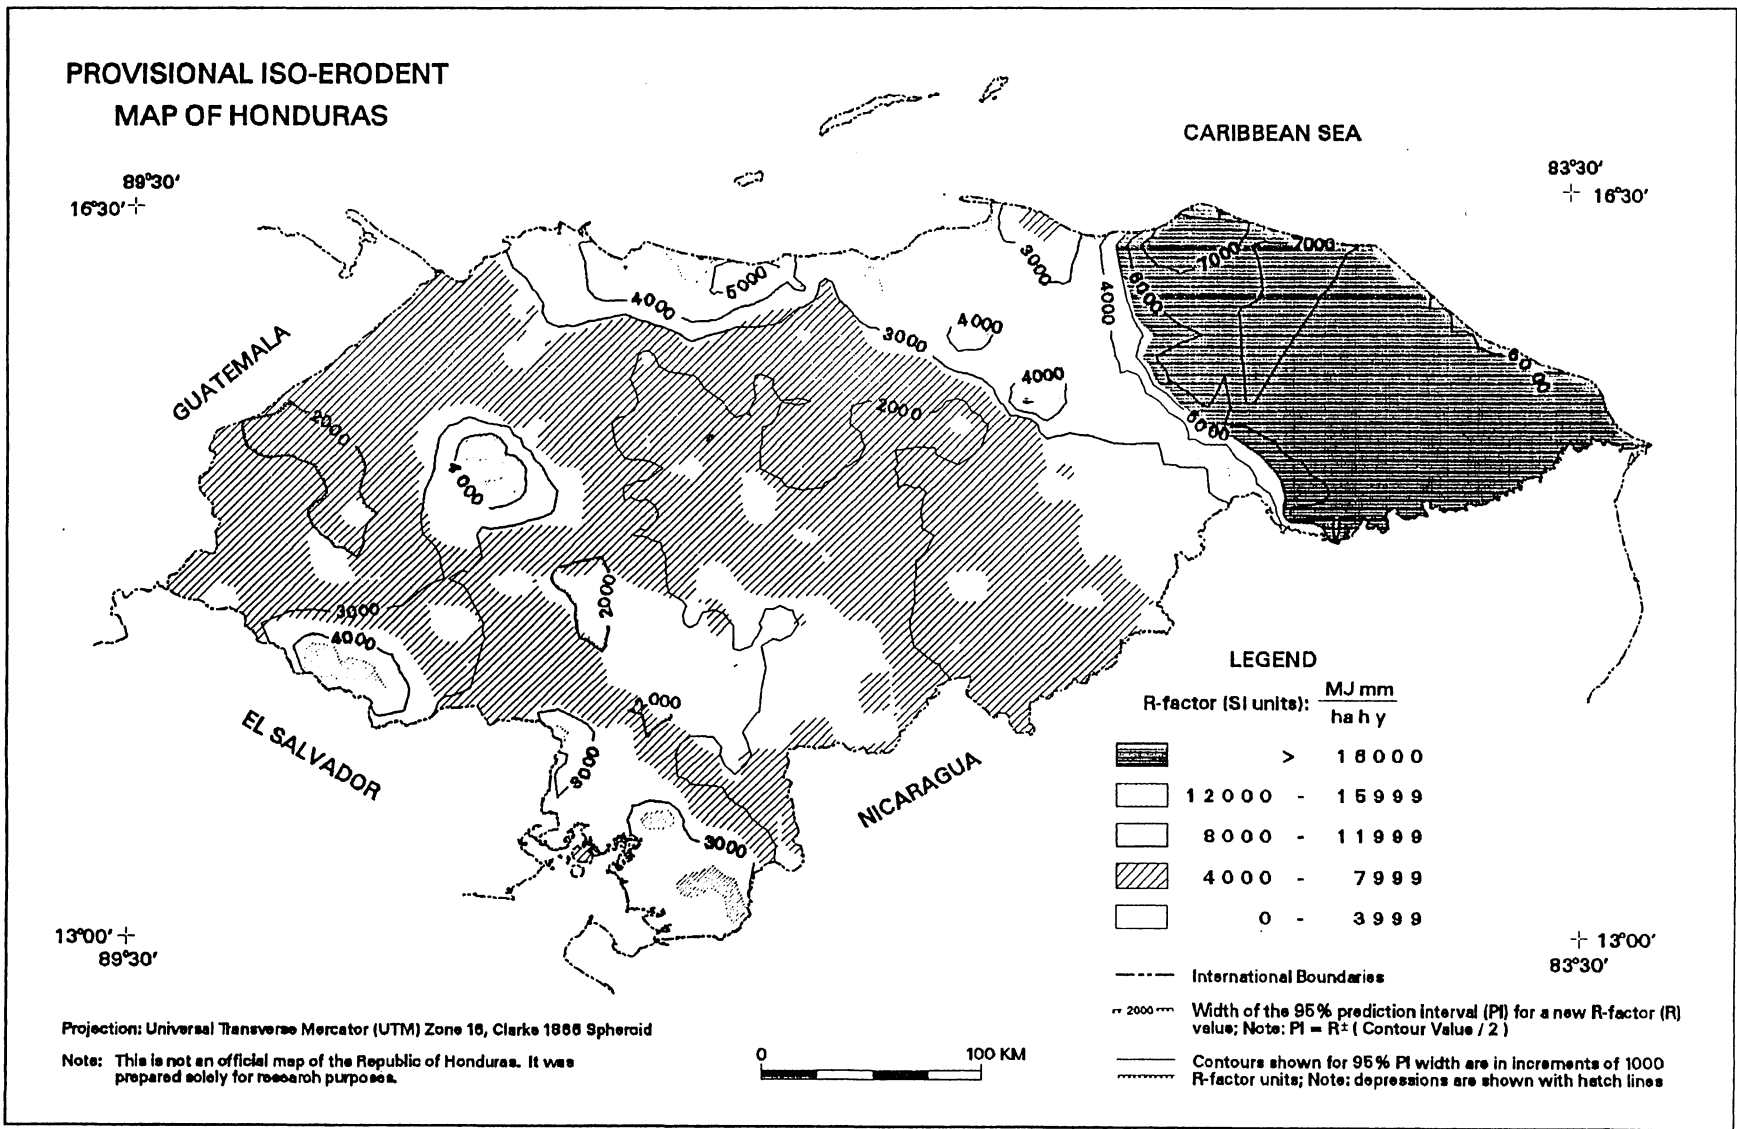 PROVISIONAL ISO-ERODENT
MAP OF HONDURAS
CARIBBEAN SEA
89°30'
16°30'
83°30'
16°30'
7000
7000
3000
5000
4000
6000
4000
4000
3000
4000
6000
4000
2000
2000
5000
GUATEMALA
4000
2000
3000
4000
LEGEND
R-factor (SI units): MJ mm
ha h y
000
EL SALVADOR
3000
NICARAGUA
> 16000
12000 - 15999
8000 - 11999
3000
4000 - 7999
0 - 3999
13°00'
89°30'
13°00'
83°30'
International Boundaries
2000 Width of the 95% prediction interval (PI) for a new R-factor (R)
value; Note: PI = R± ( Contour Value / 2 )
Projection: Universal Transverse Mercator (UTM) Zone 16, Clarke 1866 Spheroid
Note: This is not an official map of the Republic of Honduras. It was
prepared solely for research purposes.
0 100 KM
Contours shown for 95% PI width are in increments of 1000
R-factor units; Note: depressions are shown with hatch lines